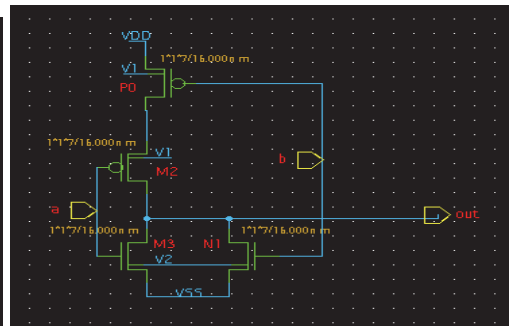 VDD
1*1*7/16.000n m
V1
P0
1*1*7/16.000n m
V1
b
M2
a
out
1*1*7/16.000n m
M3
N1
1*1*7/16.000n m
V2
VSS